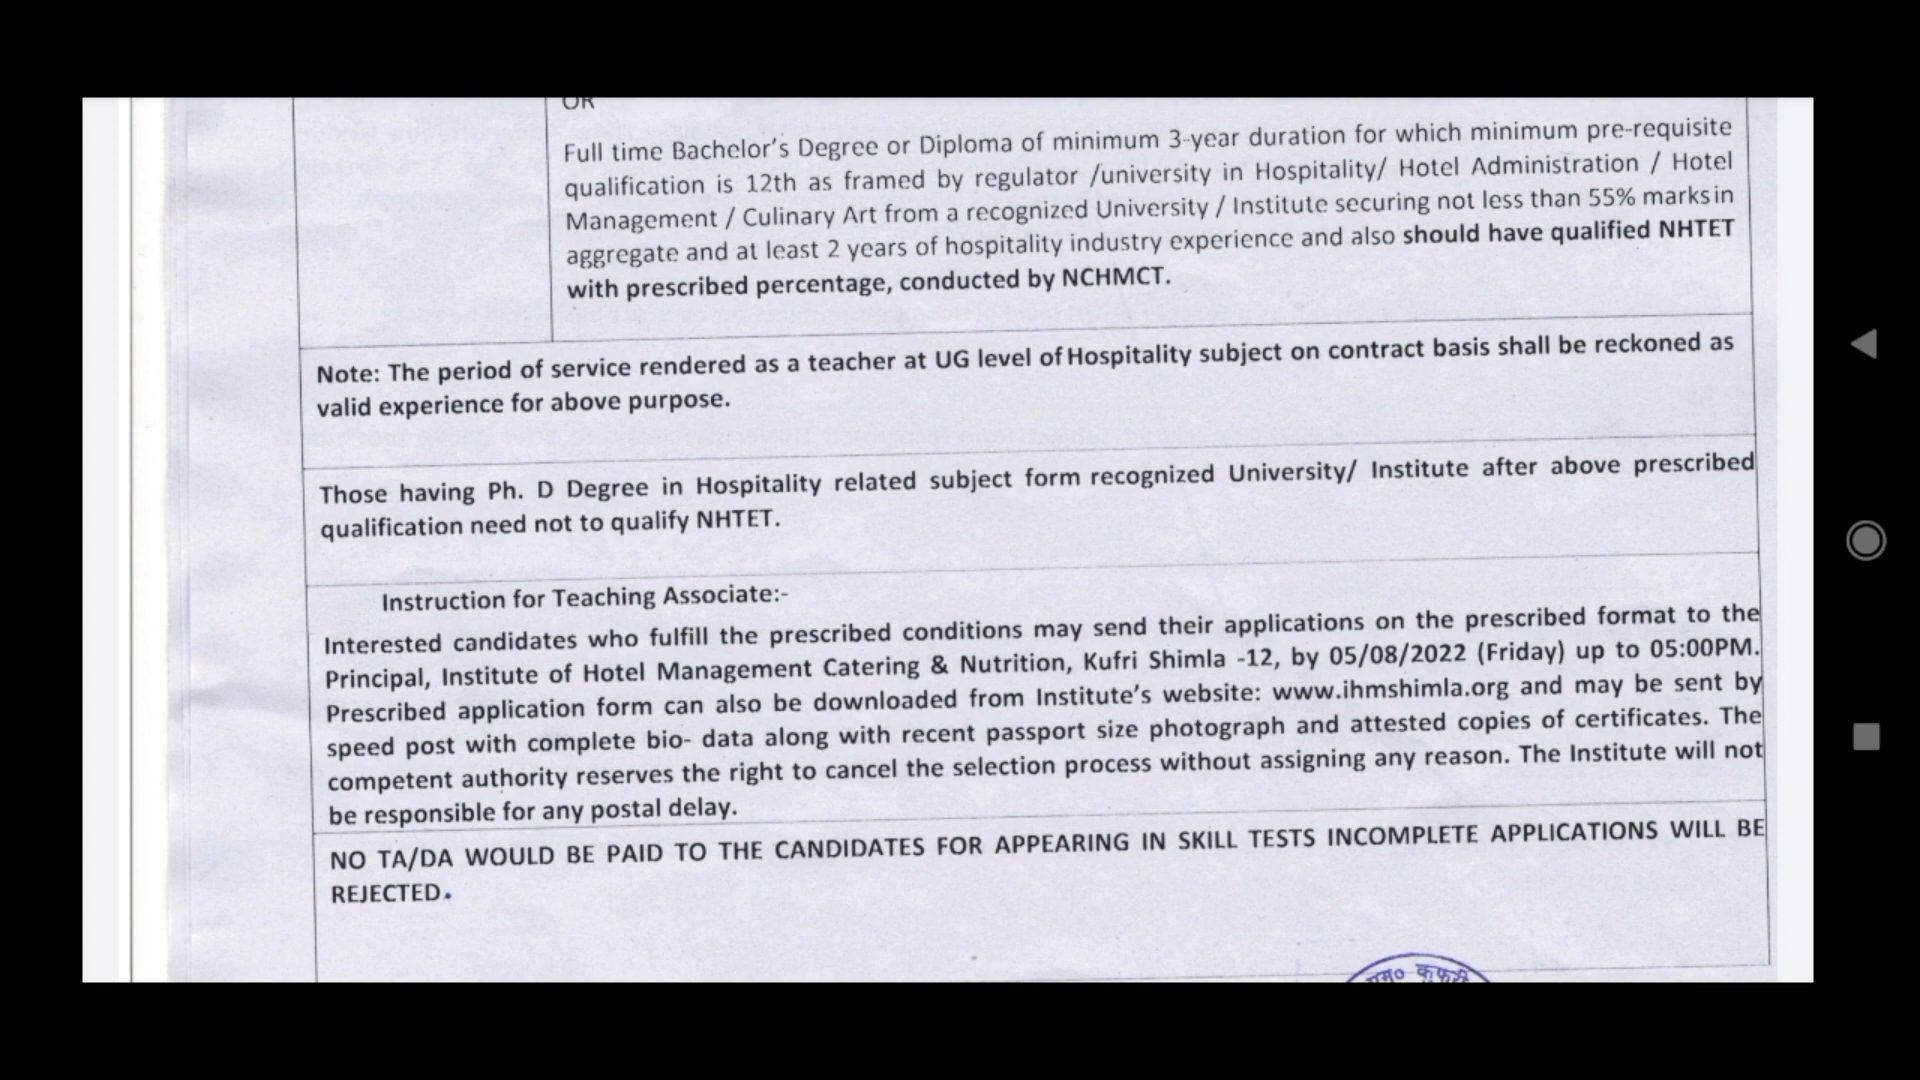 OR
Full time Bachelor's Degree or Diploma of minimum 3-year duration for which minimum pre-requisite
qualification is 12th as framed by regulator /university in Hospitality/ Hotel Administration / Hotel
Management / Culinary Art from a recognized University / Institute securing not less than 55% marks in
aggregate and at least 2 years of hospitality industry experience and also should have qualified NHTET
with prescribed percentage, conducted by NCHMCT.
Note: The period of service rendered as a teacher at UG level of Hospitality subject on contract basis shall be reckoned as
valid experience for above purpose.
Those having Ph. D Degree in Hospitality related subject form recognized University/ Institute after above prescribed
qualification need not to qualify NHTET.
Instruction for Teaching Associate:-
Interested candidates who fulfill the prescribed conditions may send their applications on the prescribed format to the
Principal, Institute of Hotel Management Catering & Nutrition, Kufri Shimla -12, by 05/08/2022 (Friday) up to 05:00PM.
Prescribed application form can also be downloaded from Institute's website: www.ihmshimla.org and may be sent by
speed post with complete bio- data along with recent passport size photograph and attested copies of certificates. The
competent authority reserves the right to cancel the selection process without assigning any reason. The Institute will not
be responsible for any postal delay.
NO TA/DA WOULD BE PAID TO THE CANDIDATES FOR APPEARING IN SKILL TESTS INCOMPLETE APPLICATIONS WILL BE
REJECTED.
कुफरी